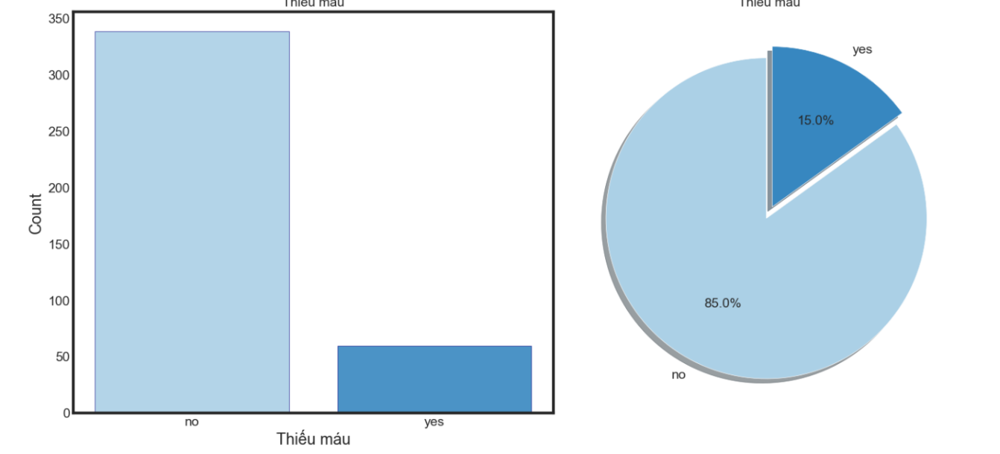 Thiếu máu
350
300
250
200
150
100
50
0
Count
no
yes
Thiếu máu
Thiếu máu
yes
15.0%
85.0%
no